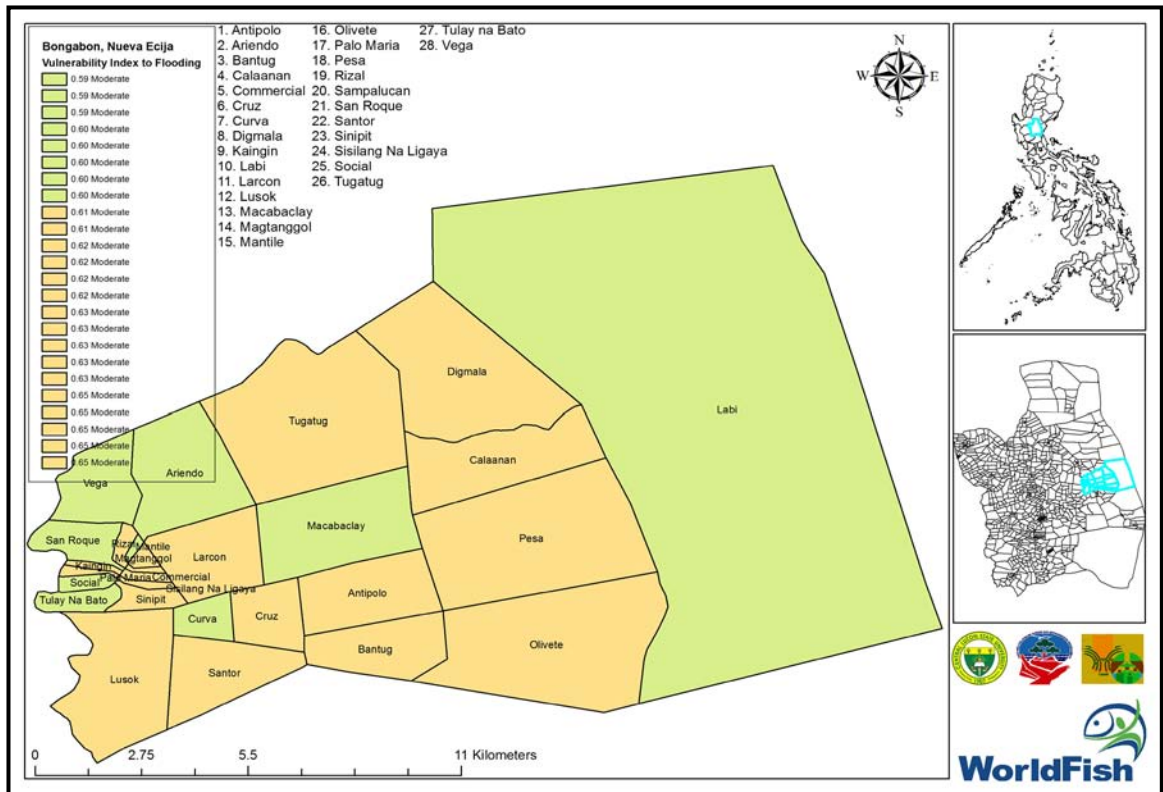 Bongabon, Nueva Ecija
Vulnerability Index to Flooding
0.59 Moderate
0.59 Moderate
0.59 Moderate
0.60 Moderate
0.60 Moderate
0.60 Moderate
0.60 Moderate
0.60 Moderate
0.61 Moderate
0.61 Moderate
0.62 Moderate
0.62 Moderate
0.62 Moderate
0.62 Moderate
0.63 Moderate
0.63 Moderate
0.63 Moderate
0.63 Moderate
0.63 Moderate
0.65 Moderate
0.65 Moderate
0.65 Moderate
0.65 Moderate
0.65 Moderate
1. Antipolo
2. Ariendo
3. Bantug
4. Calaanan
5. Commercial
6. Cruz
7. Curva
8. Digmala
9. Kaingin
10. Labi
11. Larcon
12. Lusok
13. Macabaclay
14. Magtanggol
15. Mantile
16. Olivete
17. Palo Maria
18. Pesa
19. Rizal
20. Sampalucan
21. San Roque
22. Santor
23. Sinipit
24. Sisilang Na Ligaya
25. Social
26. Tugatug
27. Tulay na Bato
28. Vega
N
W E
S
Digmala
Labi
Tugatug
Calaanan
Ariendo
Vega
Macabaclay
Pesa
San Roque
Rizal
Mantile
Magtanggol
Larcon
Kaingin
Palo Maria
Commercial
Social
Sisilang Na Ligaya
Tulay Na Bato
Sinipit
Antipolo
Curva
Cruz
Olivete
Bantug
Lusok
Santor
0 2.75 5.5 11 Kilometers
WorldFish